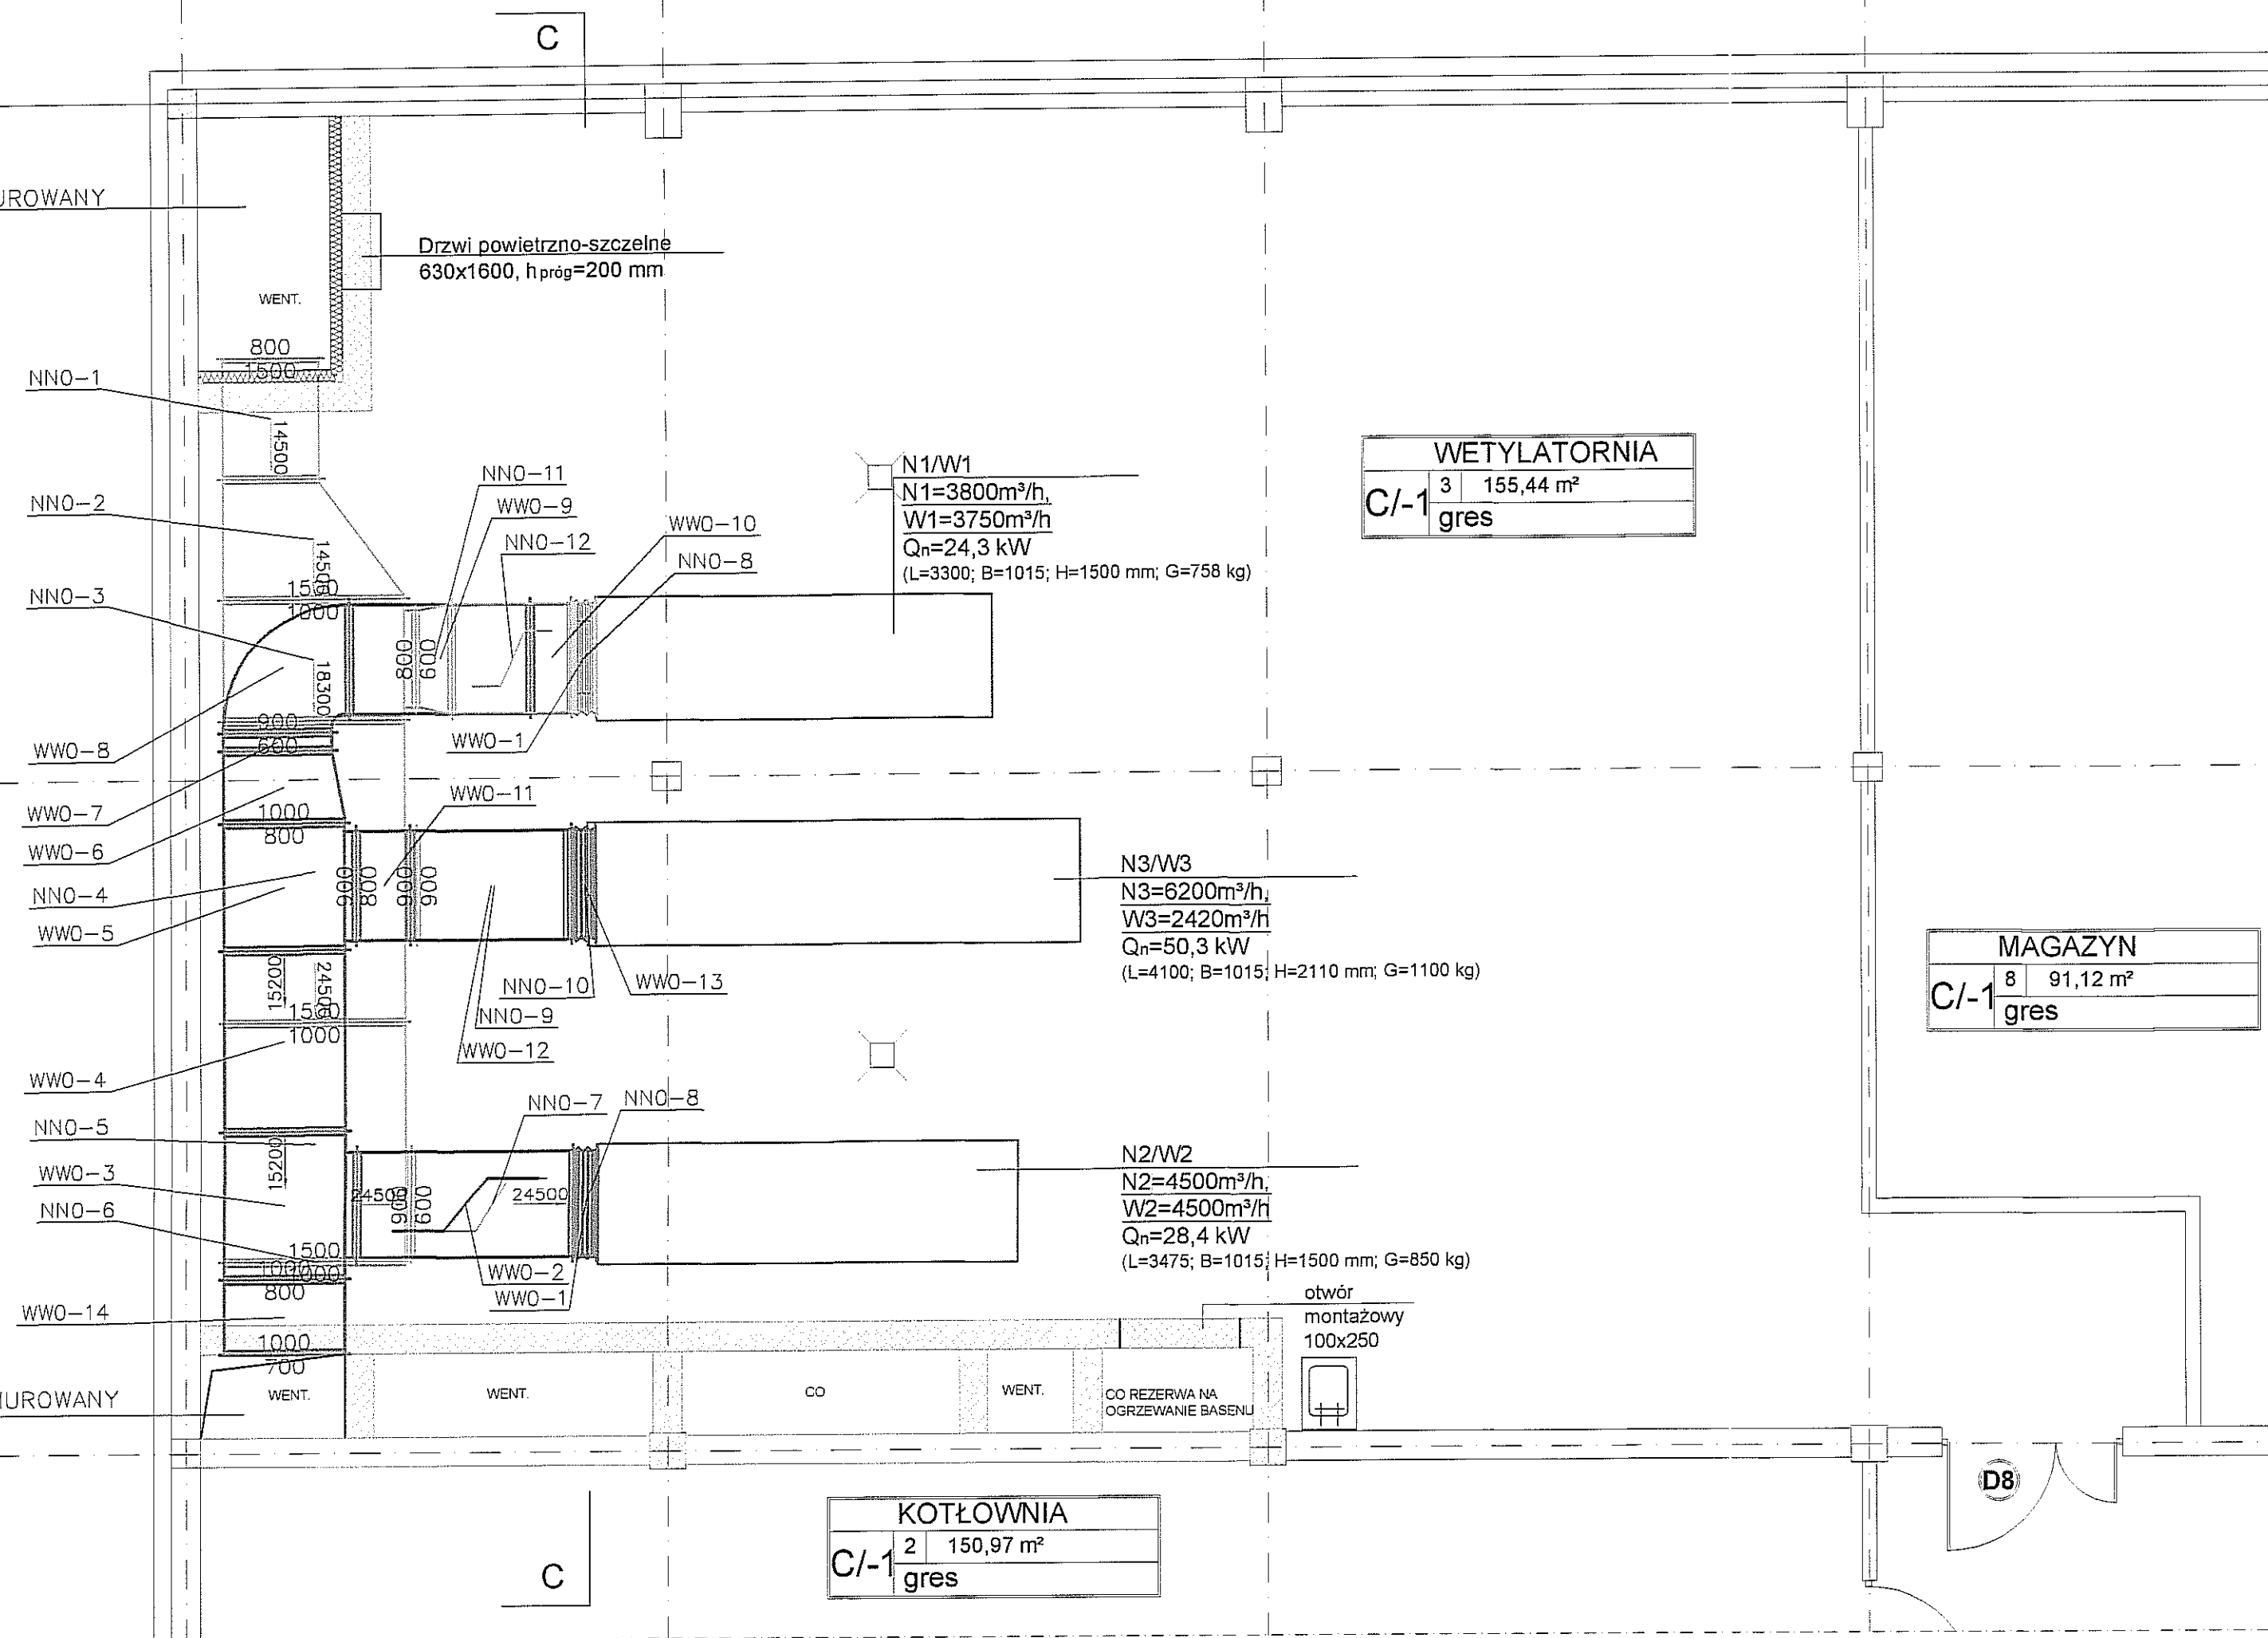 C
UROWANY
Drzwi powietrzno-szczelne
630x1600, hpróg=200 mm
WENT.
800
1500
NNO-1
14500
NNO-2
14500
1500
1000
NNO-3
18300
NNO-11
WWO-9
NNO-12
WWO-10
NNO-8
800
600
WWO-1
N1/W1
N1=3800m³/h,
W1=3750m³/h
Qn=24,3 kW
(L=3300; B=1015; H=1500 mm; G=758 kg)
WETYLATORNIA
C/-1
3
155,44 m²
gres
900
600
WWO-8
WWO-7
WWO-6
1000
800
NNO-4
WWO-5
WWO-11
900
800
900
900
NNO-10
WWO-13
NNO-9
WWO-12
N3/W3
N3=6200m³/h,
W3=2420m³/h
Qn=50,3 kW
(L=4100; B=1015; H=2110 mm; G=1100 kg)
MAGAZYN
C/-1
8
91,12 m²
gres
15200
24500
1500
1000
WWO-4
NNO-5
15200
WWO-3
NNO-6
NNO-7
NNO-8
24500
900
600
24500
WWO-2
WWO-1
N2/W2
N2=4500m³/h,
W2=4500m³/h
Qn=28,4 kW
(L=3475; B=1015; H=1500 mm; G=850 kg)
1500
1000
1000
800
WWO-14
1000
700
otwór
montażowy
100x250
WENT.
WENT.
CO
WENT.
CO REZERWA NA
OGRZEWANIE BASENU
IUROWANY
D8
KOTŁOWNIA
C/-1
2
150,97 m²
gres
C